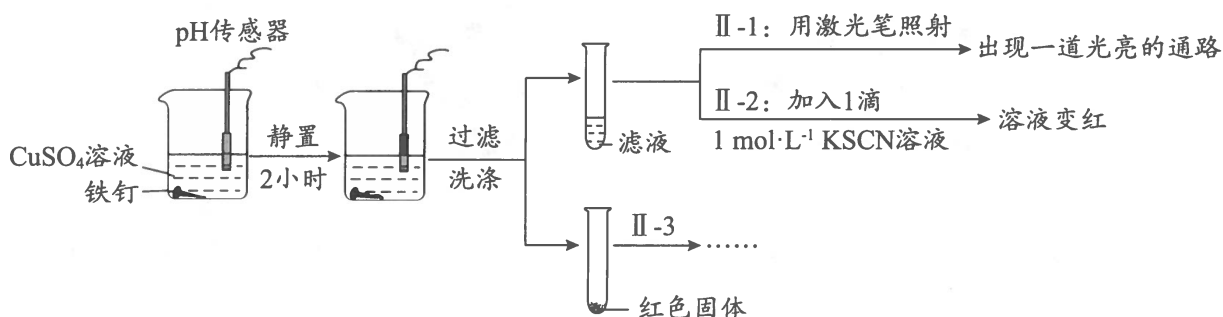 pH传感器
CuSO₄溶液
铁钉
静置
2小时
过滤
洗涤
滤液
Ⅱ-1：用激光笔照射
出现一道光亮的通路
Ⅱ-2：加入1滴
1 mol·L⁻¹ KSCN溶液
溶液变红
Ⅱ-3
……
红色固体